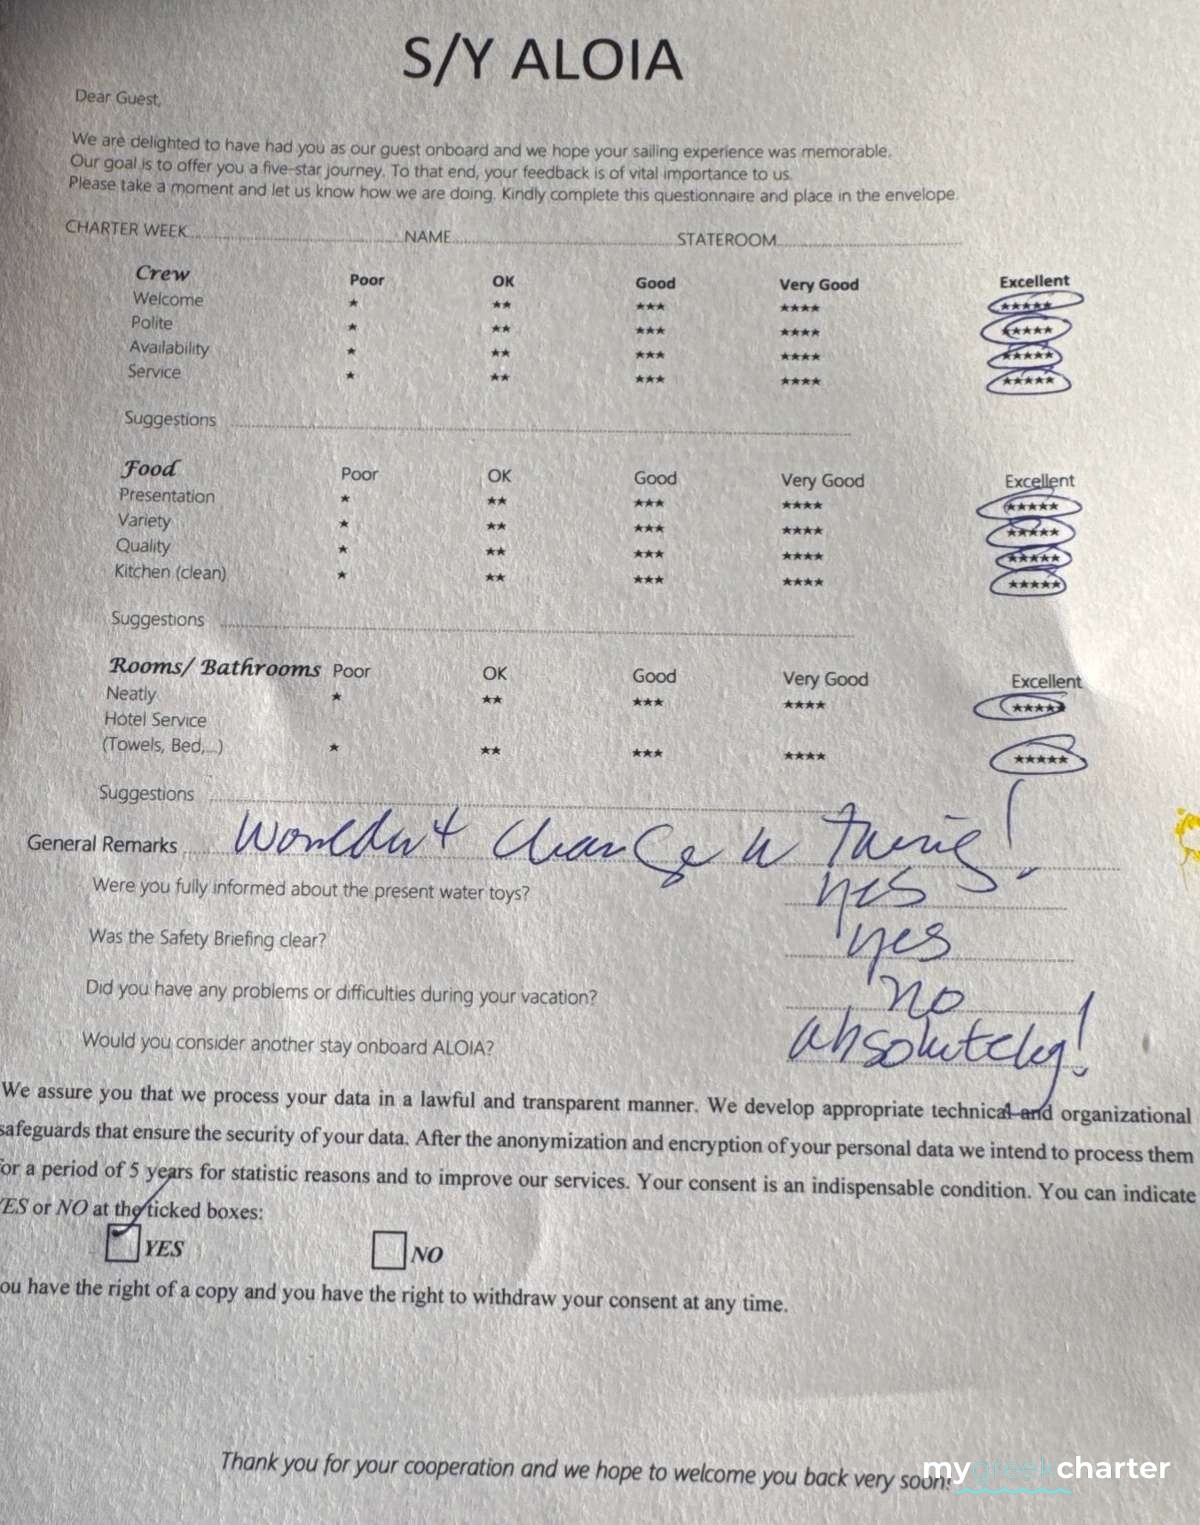 S/Y ALOIA
Dear Guest,
We are delighted to have had you as our guest onboard and we hope your sailing experience was memorable.
Our goal is to offer you a five-star journey. To that end, your feedback is of vital importance to us.
Please take a moment and let us know how we are doing. Kindly complete this questionnaire and place in the envelope.
CHARTER WEEK NAME STATEROOM
Crew Poor OK Good Very Good Excellent
Welcome ★ ★★ ★★★ ★★★★ ★★★★★
Polite ★ ★★ ★★★ ★★★★ ★★★★★
Availability ★ ★★ ★★★ ★★★★ ★★★★★
Service ★ ★★ ★★★ ★★★★ ★★★★★
Suggestions
Food Poor OK Good Very Good Excellent
Presentation ★ ★★ ★★★ ★★★★ ★★★★★
Variety ★ ★★ ★★★ ★★★★ ★★★★★
Quality ★ ★★ ★★★ ★★★★ ★★★★★
Kitchen (clean) ★ ★★ ★★★ ★★★★ ★★★★★
Suggestions
Rooms/ Bathrooms Poor OK Good Very Good Excellent
Neatly ★ ★★ ★★★ ★★★★ ★★★★★
Hotel Service
(Towels, Bed,...) ★ ★★ ★★★ ★★★★ ★★★★★
Suggestions
General Remarks Wouldn't change a thing!
Were you fully informed about the present water toys? yes
Was the Safety Briefing clear? yes
Did you have any problems or difficulties during your vacation? no
Would you consider another stay onboard ALOIA? absolutely!
We assure you that we process your data in a lawful and transparent manner. We develop appropriate technical and organizational
safeguards that ensure the security of your data. After the anonymization and encryption of your personal data we intend to process them
or a period of 5 years for statistic reasons and to improve our services. Your consent is an indispensable condition. You can indicate
ES or NO at the ticked boxes:
YES NO
ou have the right of a copy and you have the right to withdraw your consent at any time.
Thank you for your cooperation and we hope to welcome you back very soon!
mygreekcharter